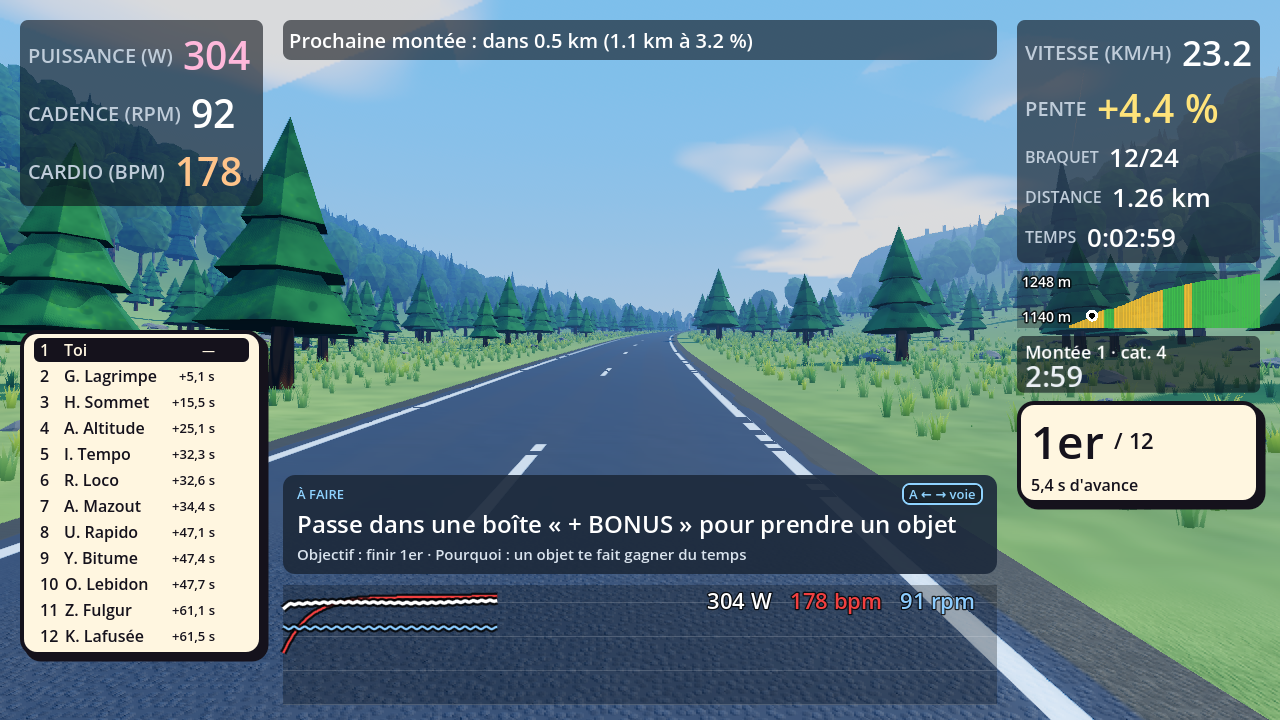 PUISSANCE (W) 304
CADENCE (RPM) 92
CARDIO (BPM) 178
Prochaine montée : dans 0.5 km (1.1 km à 3.2 %)
VITESSE (KM/H) 23.2
PENTE +4.4 %
BRAQUET 12/24
DISTANCE 1.26 km
TEMPS 0:02:59
1248 m
1140 m
Montée 1 · cat. 4
2:59
1er / 12
5,4 s d'avance
1 Toi —
2 G. Lagrimpe +5,1 s
3 H. Sommet +15,5 s
4 A. Altitude +25,1 s
5 I. Tempo +32,3 s
6 R. Loco +32,6 s
7 A. Mazout +34,4 s
8 U. Rapido +47,1 s
9 Y. Bitume +47,4 s
10 O. Lebidon +47,7 s
11 Z. Fulgur +61,1 s
12 K. Lafusée +61,5 s
À FAIRE
A ← → voie
Passe dans une boîte « + BONUS » pour prendre un objet
Objectif : finir 1er · Pourquoi : un objet te fait gagner du temps
304 W 178 bpm 91 rpm